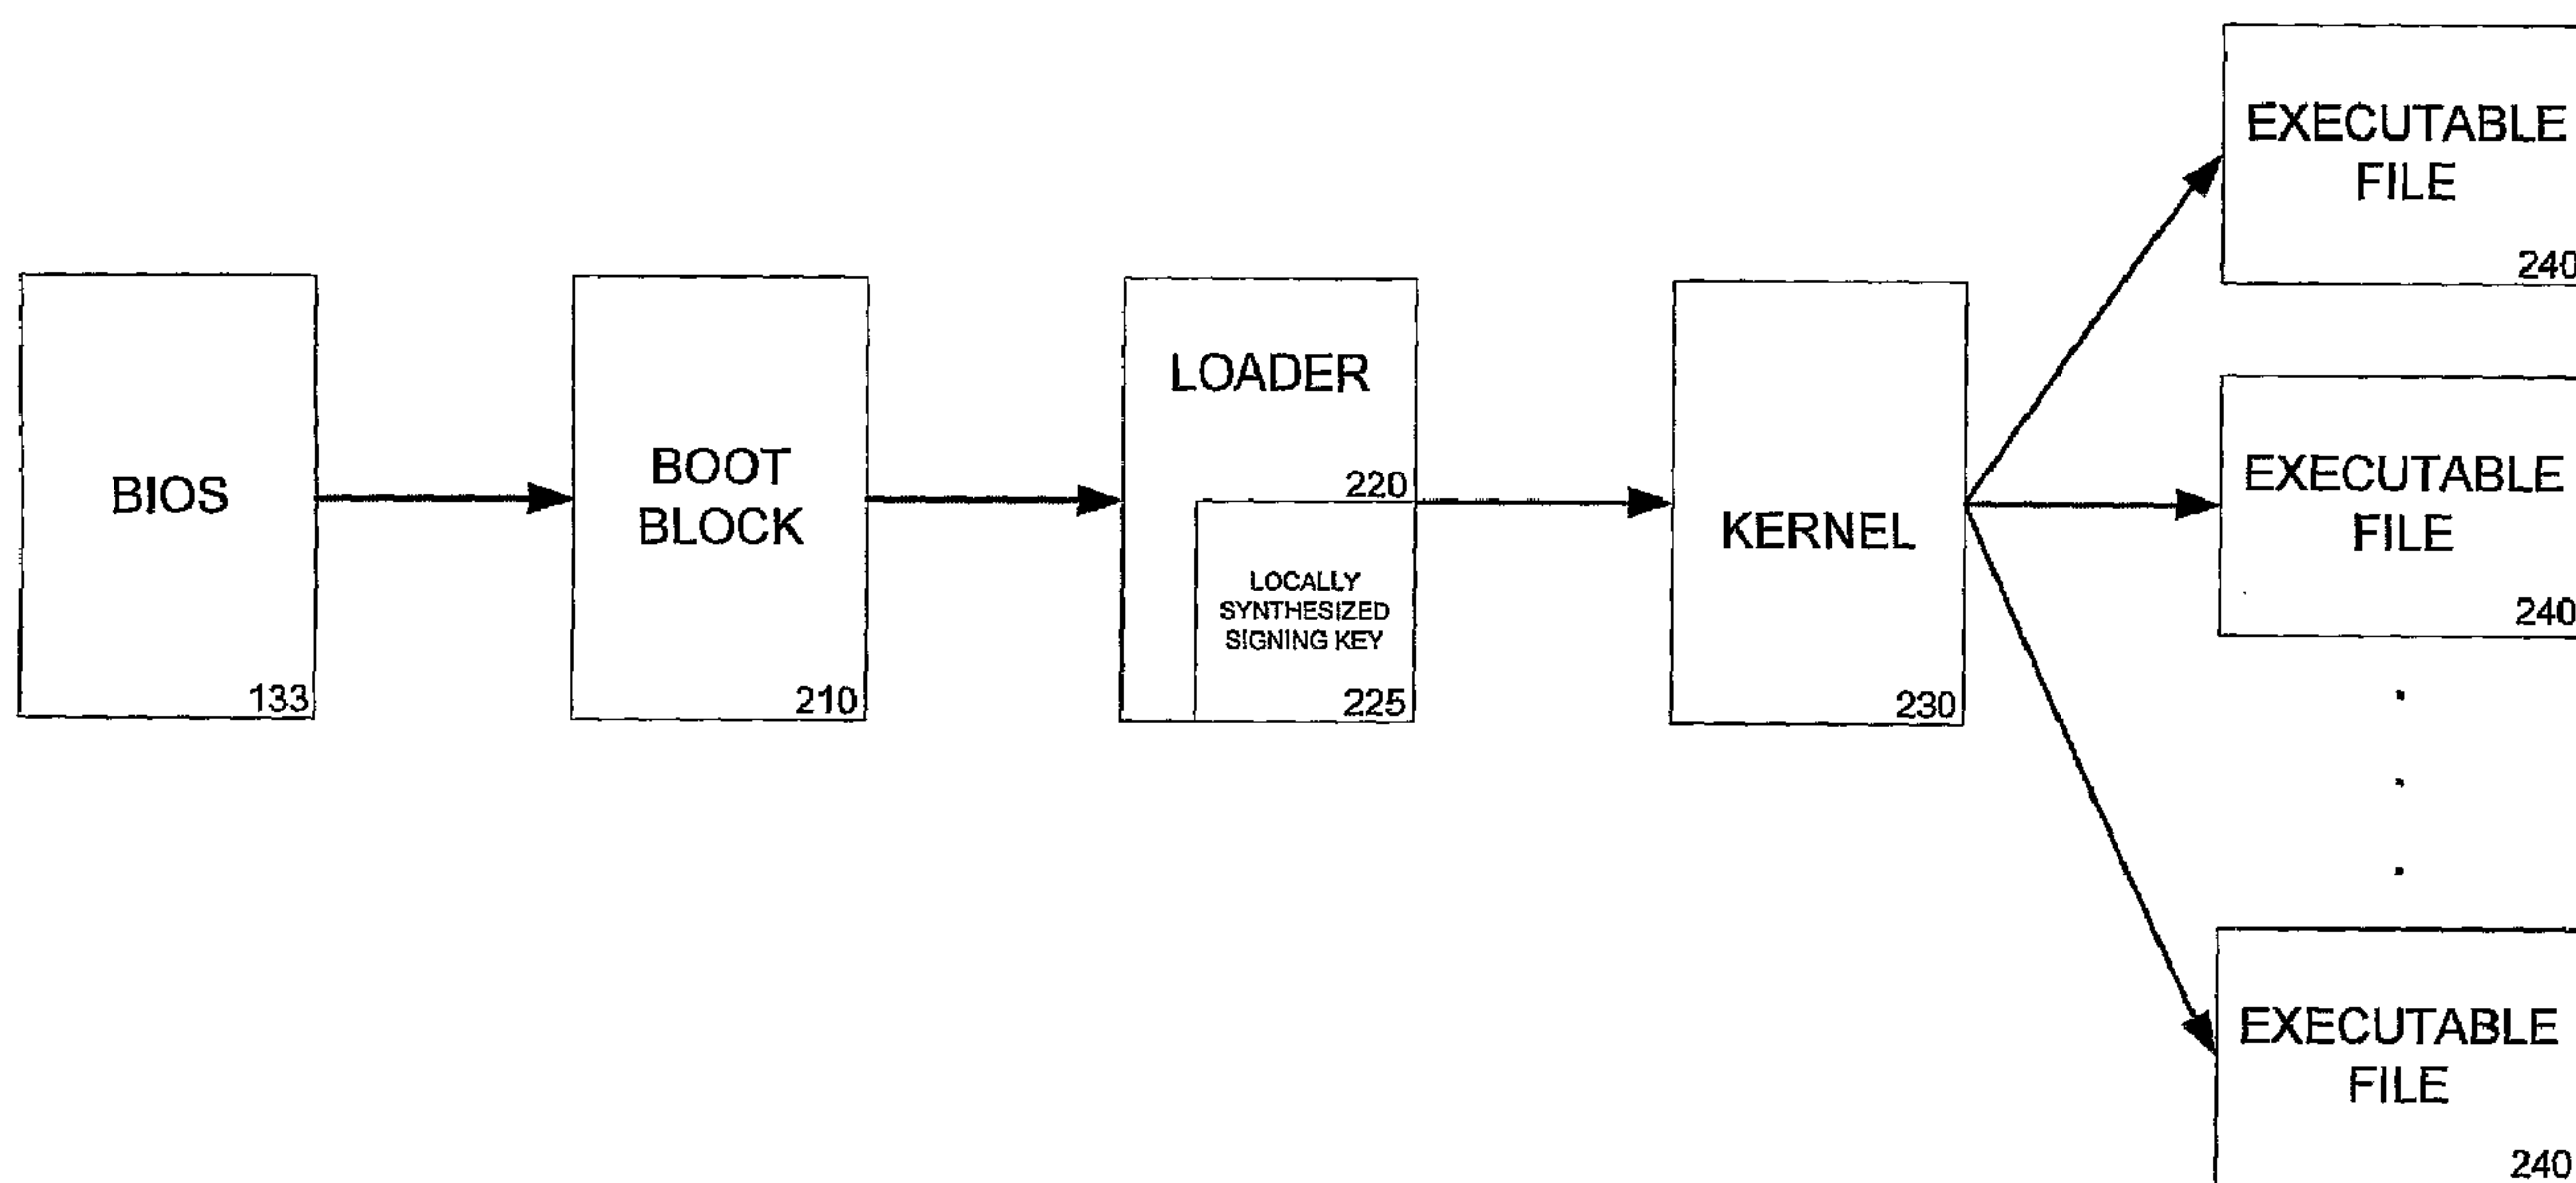 BIOS
133
BOOT
BLOCK
210
LOADER
220
LOCALLY
SYNTHESIZED
SIGNING KEY
225
KERNEL
230
EXECUTABLE
FILE
240
EXECUTABLE
FILE
240
.
.
.
EXECUTABLE
FILE
240